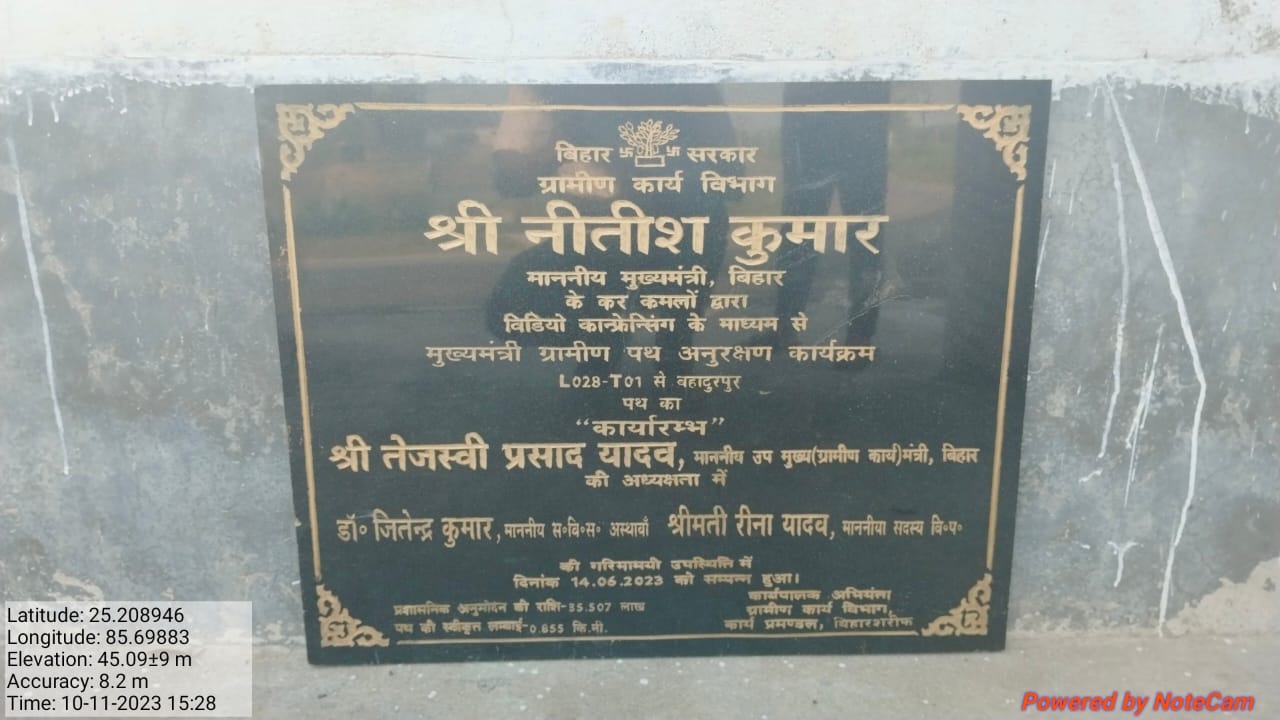 बिहार सरकार
ग्रामीण कार्य विभाग
श्री नीतीश कुमार
माननीय मुख्यमंत्री, बिहार
के कर कमलों द्वारा
विडियो कान्फ्रेन्सिंग के माध्यम से
मुख्यमंत्री ग्रामीण पथ अनुरक्षण कार्यक्रम
L028-T01 से बहादुरपुर
पथ का
“कार्यारम्भ”
श्री तेजस्वी प्रसाद यादव, माननीय उप मुख्य(ग्रामीण कार्य)मंत्री, बिहार
की अध्यक्षता में
डॉ० जितेन्द्र कुमार, माननीय स०वि०स० अस्थावाँ श्रीमती रीना यादव, माननीया सदस्य वि०प०
की गरिमामयी उपस्थिति में
दिनांक 14.06.2023 को सम्पन्न हुआ।
प्रशासनिक अनुमोदन की राशि-35.507 लाख
पथ की स्वीकृत लम्बाई-0.655 कि.मी.
कार्यपालक अभियंता
ग्रामीण कार्य विभाग,
कार्य प्रमण्डल, बिहारशरीफ
Latitude: 25.208946
Longitude: 85.69883
Elevation: 45.09±9 m
Accuracy: 8.2 m
Time: 10-11-2023 15:28
Powered by NoteCam